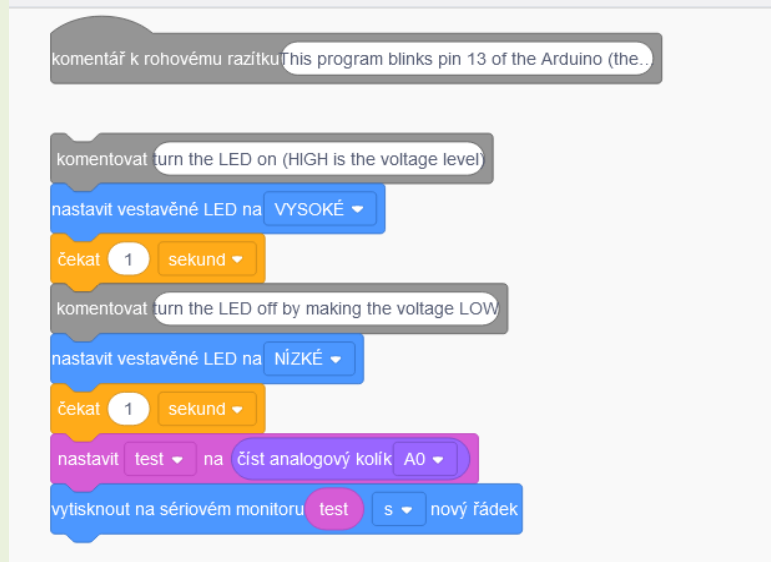 komentář k rohovému razítku This program blinks pin 13 of the Arduino (the...
komentovat turn the LED on (HIGH is the voltage level)
nastavit vestavěné LED na VYSOKÉ
čekat 1 sekund
komentovat turn the LED off by making the voltage LOW
nastavit vestavěné LED na NÍZKÉ
čekat 1 sekund
nastavit test na číst analogový kolík A0
vytisknout na sériovém monitoru test s nový řádek